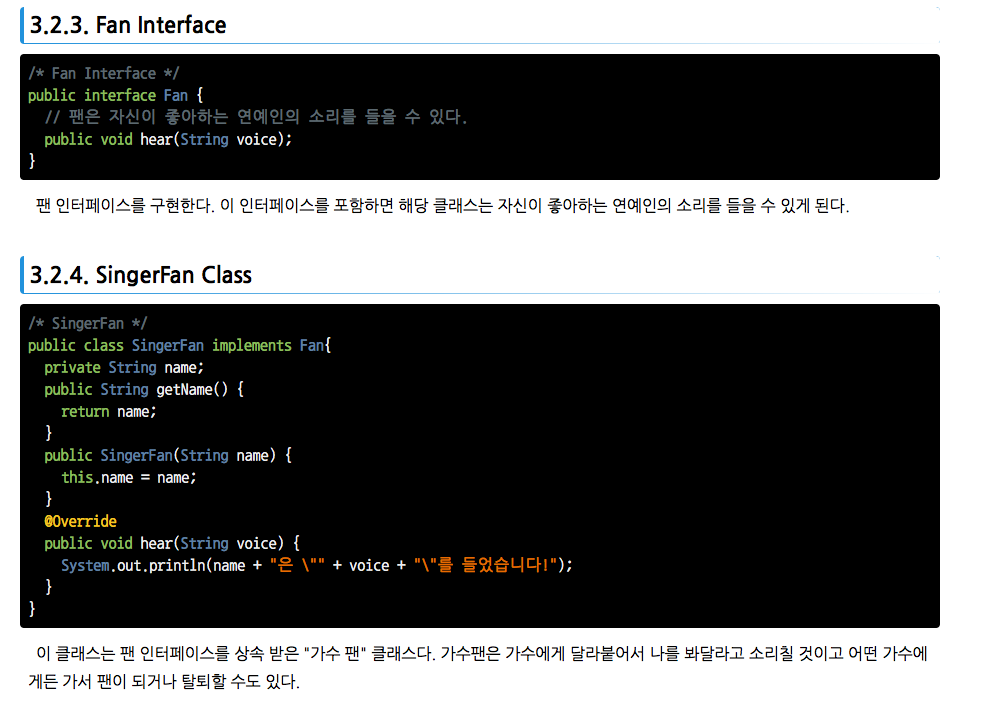 3.2.3. Fan Interface
/* Fan Interface */
public interface Fan {
// 팬은 자신이 좋아하는 연예인의 소리를 들을 수 있다.
public void hear(String voice);
}
팬 인터페이스를 구현한다. 이 인터페이스를 포함하면 해당 클래스는 자신이 좋아하는 연예인의 소리를 들을 수 있게 된다.
3.2.4. SingerFan Class
/* SingerFan */
public class SingerFan implements Fan{
private String name;
public String getName() {
return name;
}
public SingerFan(String name) {
this.name = name;
}
@Override
public void hear(String voice) {
System.out.println(name + "은 \"" + voice + "\"를 들었습니다!");
}
}
이 클래스는 팬 인터페이스를 상속 받은 "가수 팬" 클래스다. 가수팬은 가수에게 달라붙어서 나를 봐달라고 소리칠 것이고 어떤 가수에
게든 가서 팬이 되거나 탈퇴할 수도 있다.